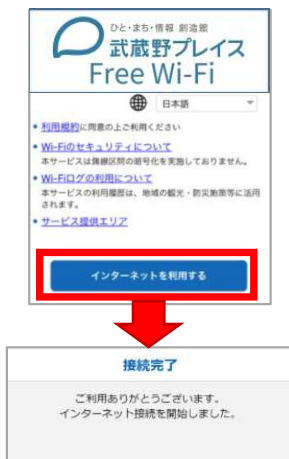 ひと・まち・情報 創造館
武蔵野プレイス
Free Wi-Fi
日本語
• 利用規約に同意の上ご利用ください
• Wi-Fiのセキュリティについて
本サービスは無線区間の暗号化を実施しておりません。
• Wi-Fiログの利用について
本サービスの利用履歴は、地域の観光・防災施策等に活用
されます。
• サービス提供エリア
インターネットを利用する
接続完了
ご利用ありがとうございます。
インターネット接続を開始しました。